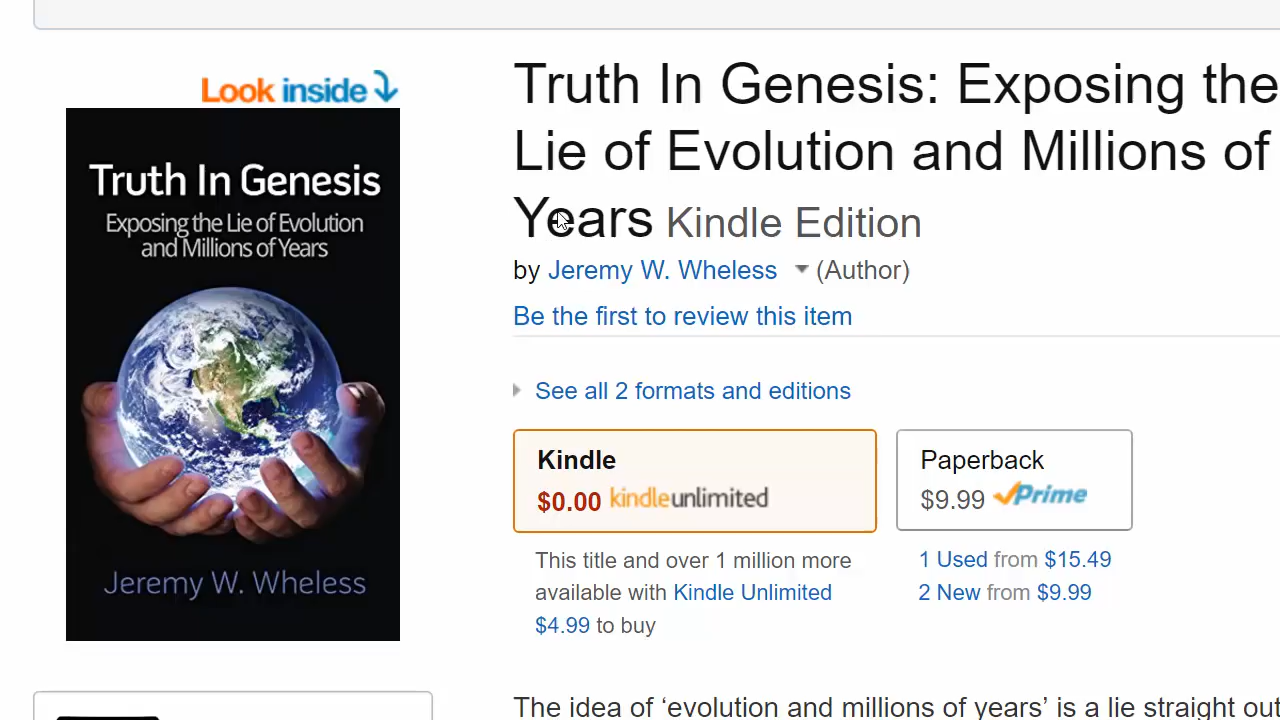 Look inside
Truth In Genesis
Exposing the Lie of Evolution
and Millions of Years
Jeremy W. Wheless
Truth In Genesis: Exposing the
Lie of Evolution and Millions of
Years Kindle Edition
by Jeremy W. Wheless (Author)
Be the first to review this item
See all 2 formats and editions
Kindle
$0.00 kindleunlimited
This title and over 1 million more
available with Kindle Unlimited
$4.99 to buy
Paperback
$9.99 Prime
1 Used from $15.49
2 New from $9.99
The idea of ‘evolution and millions of years’ is a lie straight out